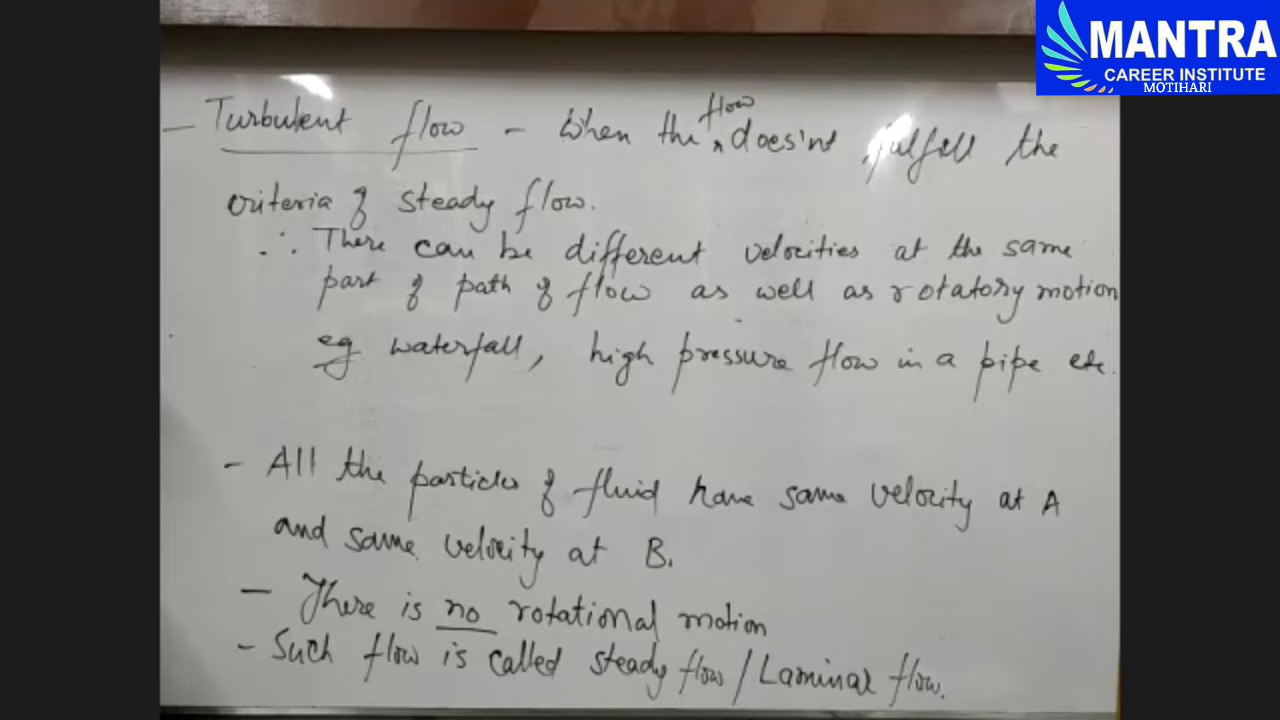 MANTRA
CAREER INSTITUTE
MOTIHARI
- Turbulent flow - When the flow does'nt fulfill the
criteria of steady flow.
∴ There can be different velocities at the same
part of path of flow as well as rotatory motion
eg waterfall, high pressure flow in a pipe etc.
- All the particles of fluid have same velocity at A
and same velocity at B.
- There is no rotational motion
- Such flow is called steady flow / Laminar flow.